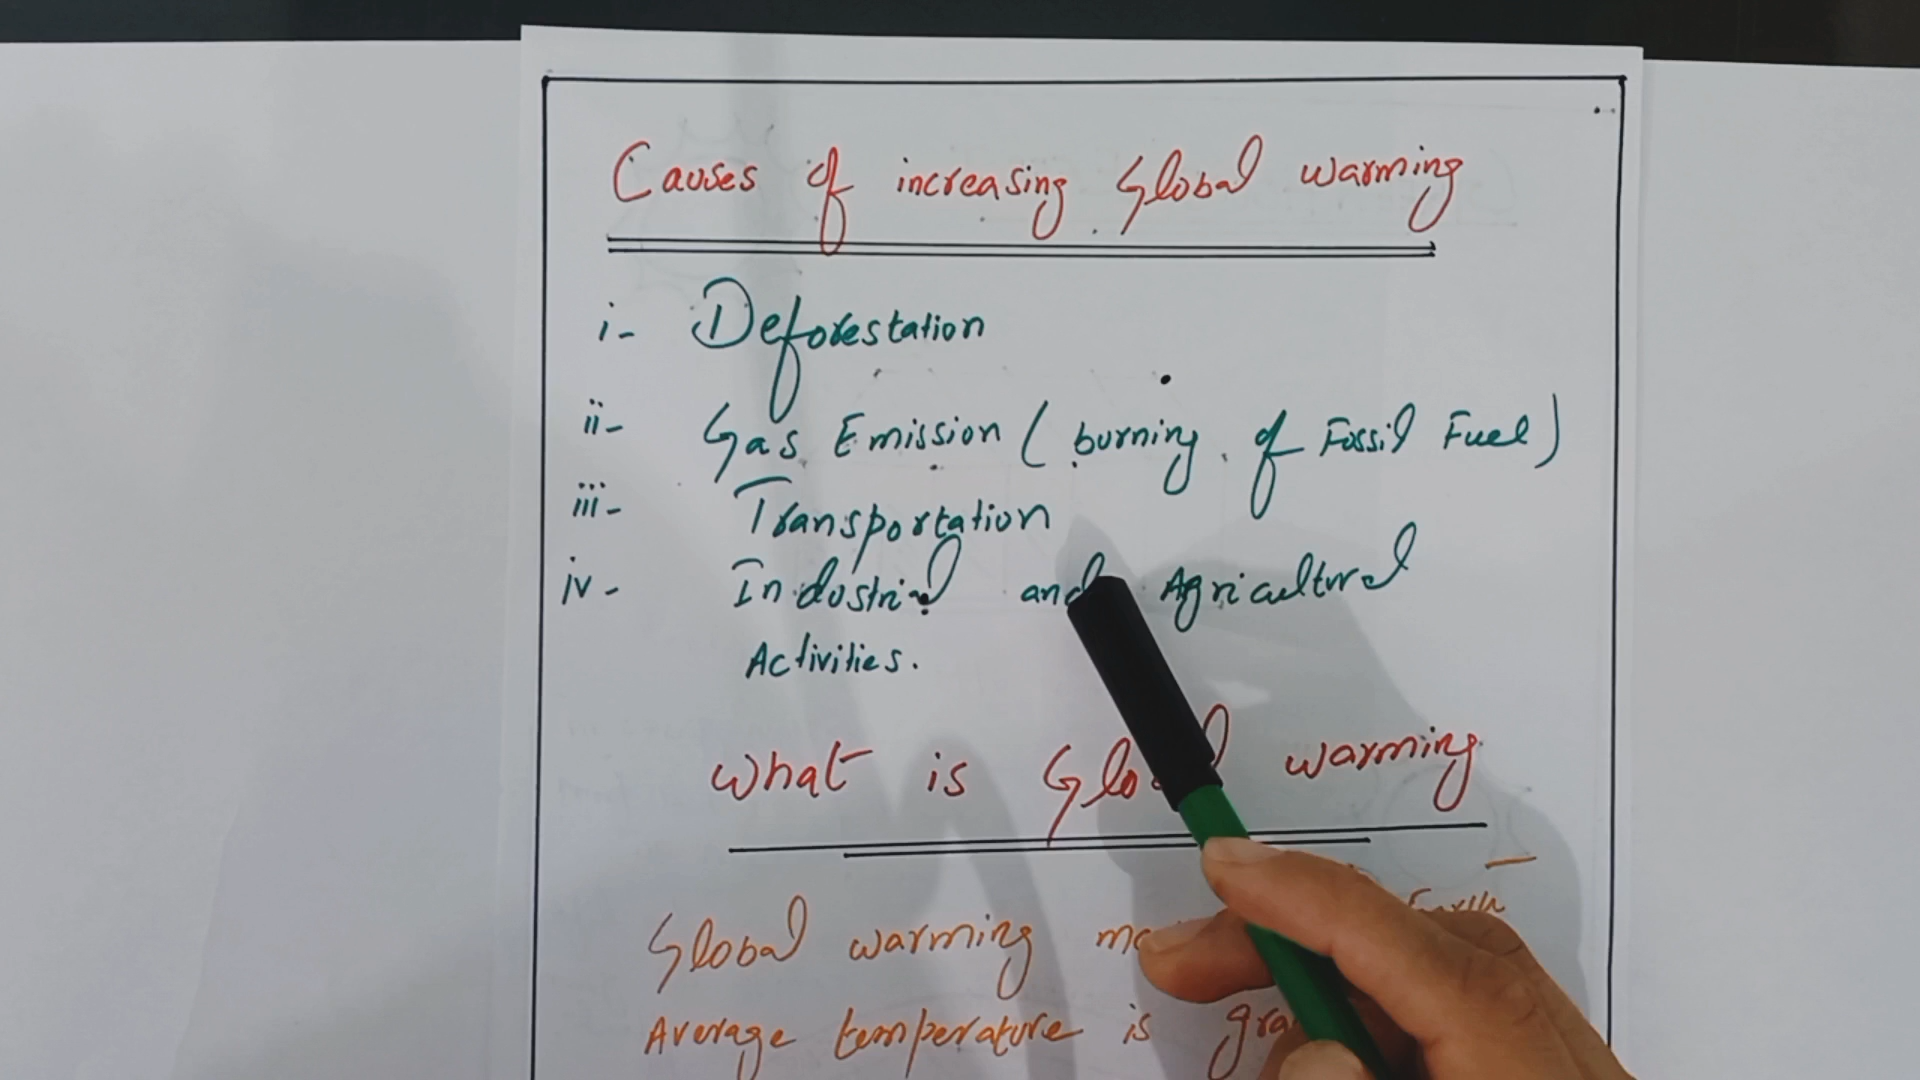 Causes of increasing Global warming
i- Deforestation
ii- Gas Emission ( burning of Fossil Fuel )
iii- Transportation
iv- Industrial and Agricultural
Activities.
What is Global warming
Global warming Earth
Average temperature is